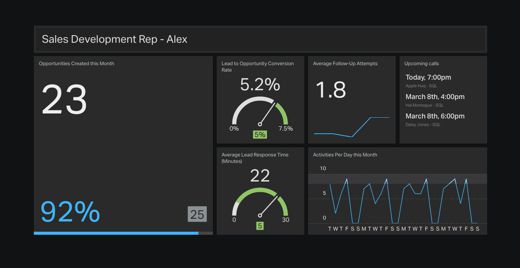 Sales Development Rep - Alex
Opportunities Created this Month
23
92%
25
Lead to Opportunity Conversion
Rate
5.2%
0%
7.5%
5%
Average Follow-Up Attempts
1.8
Upcoming calls
Today, 7:00pm
March 8th, 4:00pm
March 8th, 6:00pm
Average Lead Response Time
(Minutes)
22
0
30
5
Activities Per Day this Month
10
5
0
T W T F S S M T W T F S S M T W T F S S M T W T F S S